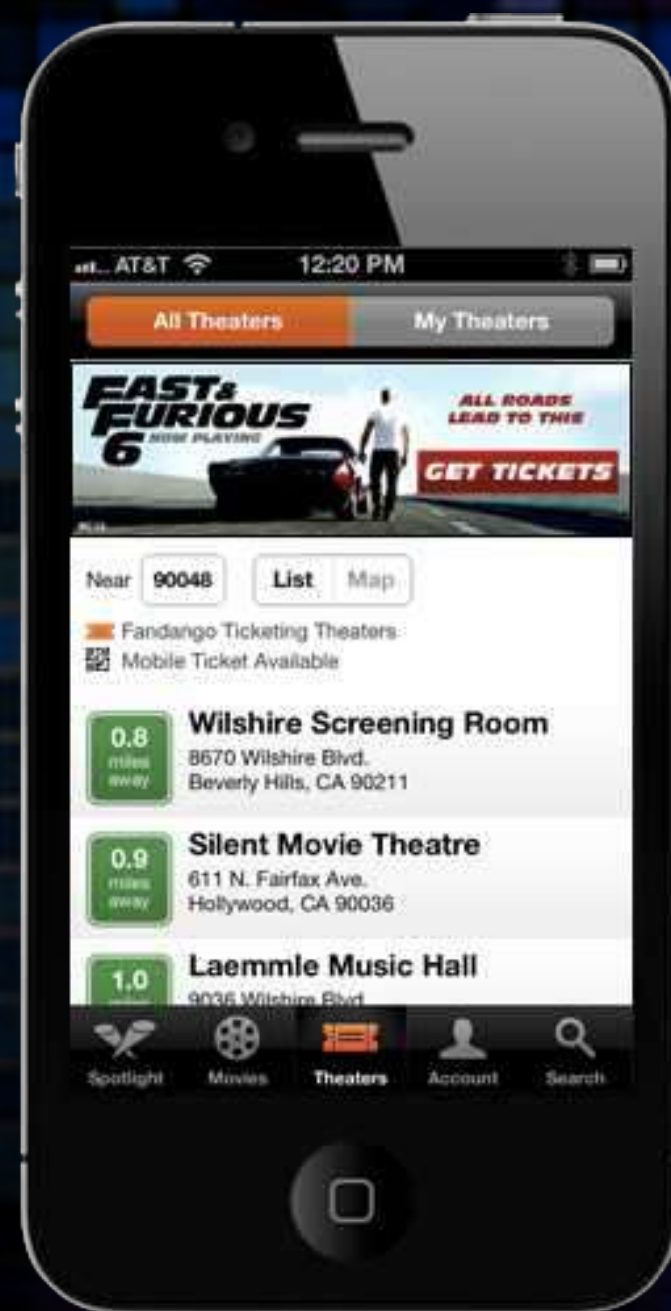 AT&T 12:20 PM
All Theaters My Theaters
FAST &
FURIOUS
6 NOW PLAYING
ALL ROADS
LEAD TO THIS
GET TICKETS
Near 90048 List Map
Fandango Ticketing Theaters
Mobile Ticket Available
0.8
miles
away
Wilshire Screening Room
8670 Wilshire Blvd.
Beverly Hills, CA 90211
0.9
miles
away
Silent Movie Theatre
611 N. Fairfax Ave.
Hollywood, CA 90036
1.0
Laemmle Music Hall
9036 Wilshire Blvd
Spotlight Movies Theaters Account Search